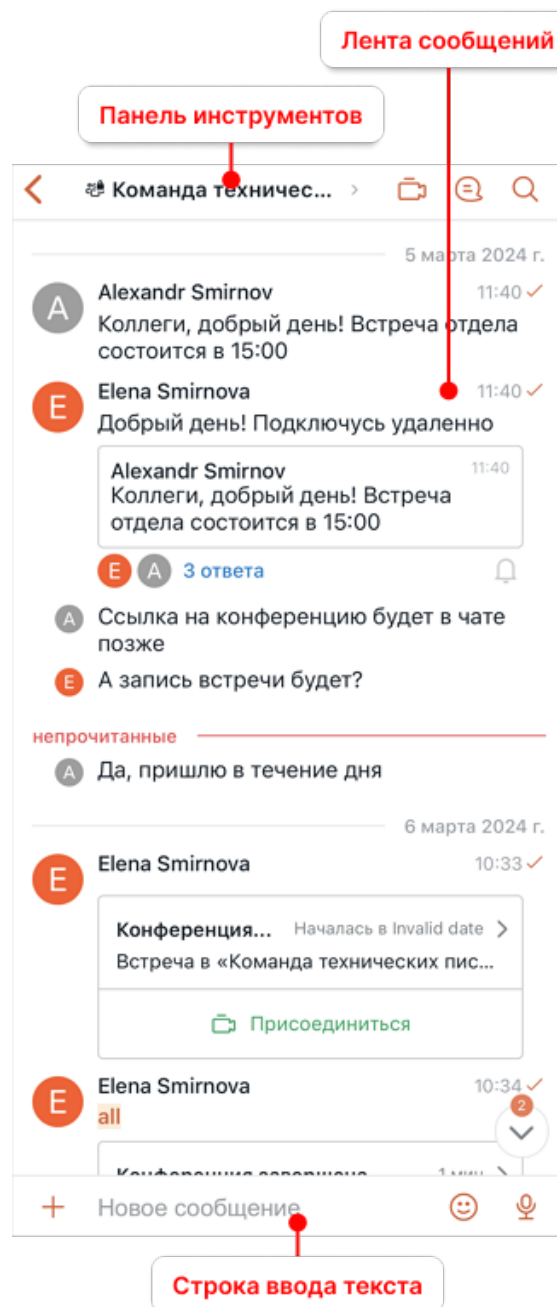 Лента сообщений
Панель инструментов
Команда техничес...
5 марта 2024 г.
Alexandr Smirnov 11:40
A
Коллеги, добрый день! Встреча отдела
состоится в 15:00
Elena Smirnova 11:40
E
Добрый день! Подключусь удаленно
Alexandr Smirnov 11:40
Коллеги, добрый день! Встреча
отдела состоится в 15:00
E A 3 ответа
A Ссылка на конференцию будет в чате
позже
E А запись встречи будет?
непрочитанные
A Да, пришлю в течение дня
6 марта 2024 г.
Elena Smirnova 10:33
E
Конференция... Началась в Invalid date
Встреча в «Команда технических пис...
Присоединиться
Elena Smirnova 10:34
E
all
2
Конференция завершена 1 мин
Новое сообщение
Строка ввода текста